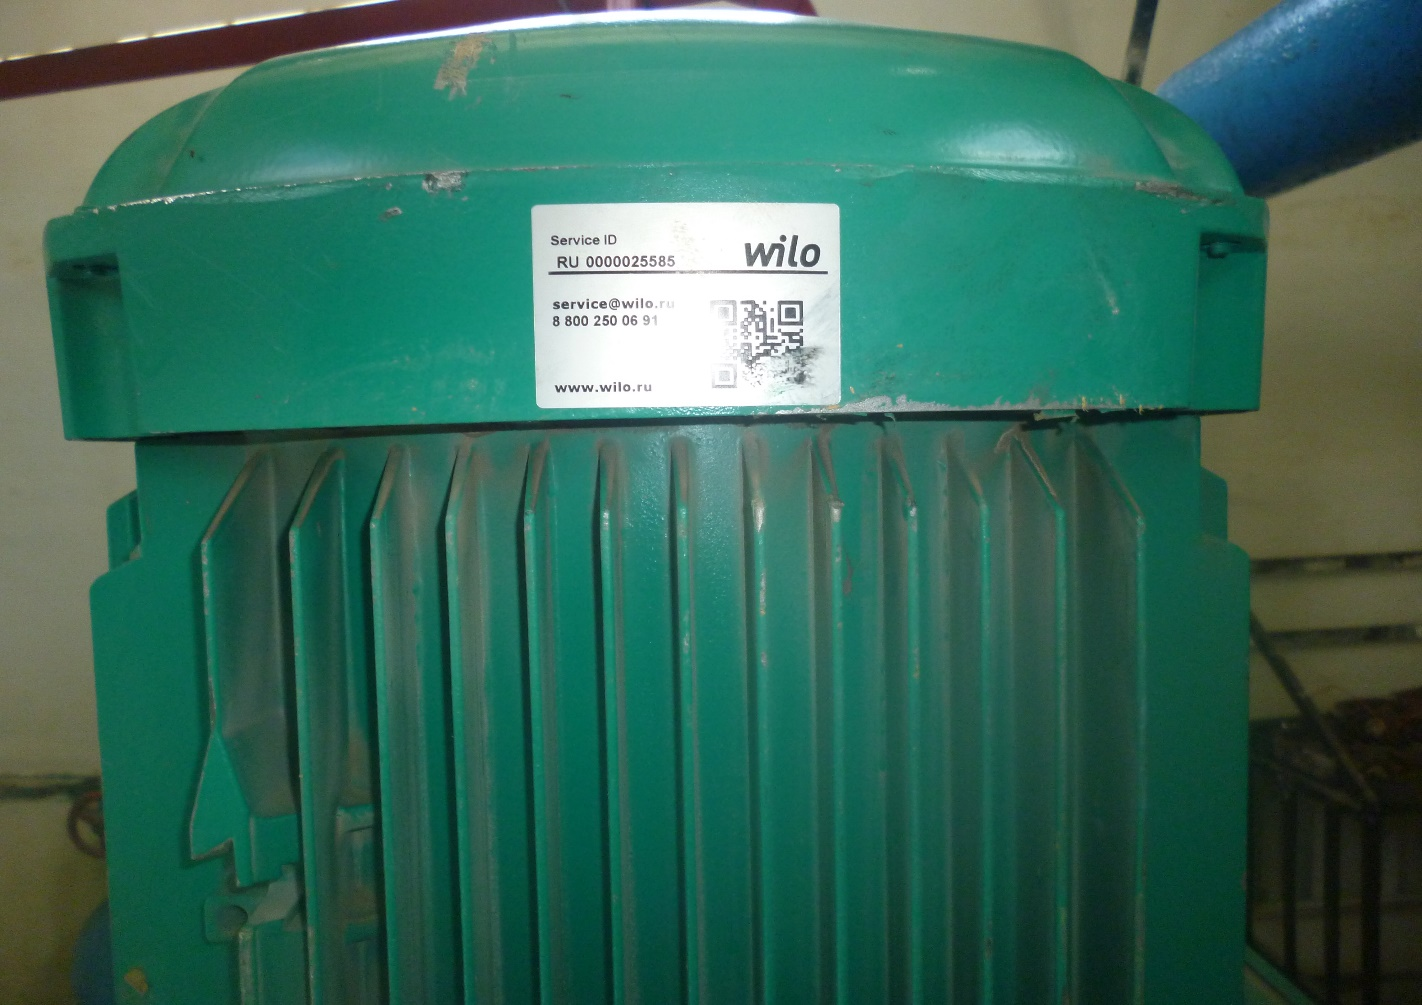 Service ID
RU 0000025585
wilo
service@wilo.ru
8 800 250 06 91
www.wilo.ru